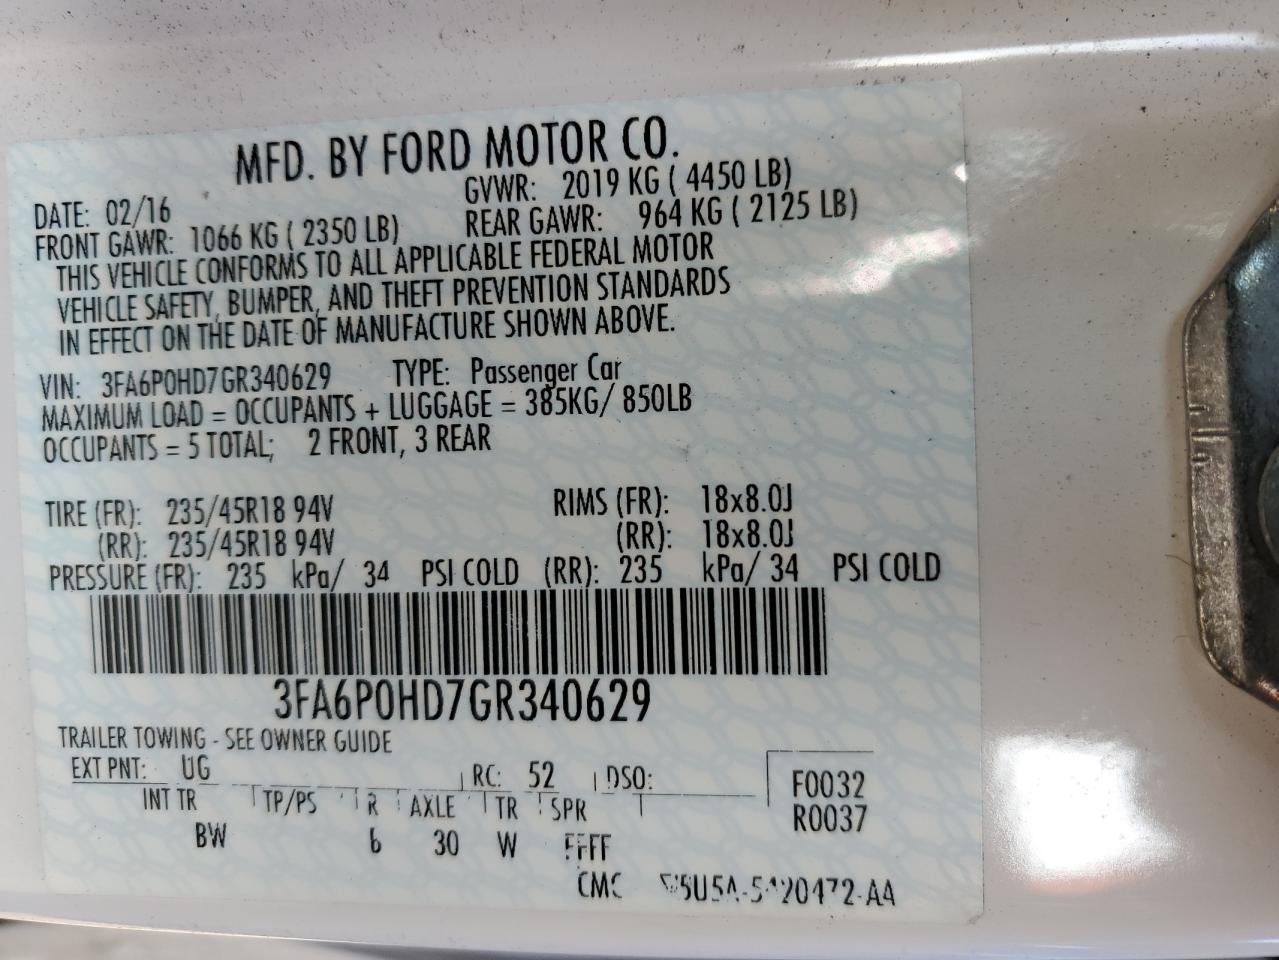 MFD. BY FORD MOTOR CO.
DATE: 02/16 GVWR: 2019 KG ( 4450 LB)
FRONT GAWR: 1066 KG ( 2350 LB) REAR GAWR: 964 KG ( 2125 LB)
THIS VEHICLE CONFORMS TO ALL APPLICABLE FEDERAL MOTOR
VEHICLE SAFETY, BUMPER, AND THEFT PREVENTION STANDARDS
IN EFFECT ON THE DATE OF MANUFACTURE SHOWN ABOVE.
VIN: 3FA6P0HD7GR340629 TYPE: Passenger Car
MAXIMUM LOAD = OCCUPANTS + LUGGAGE = 385KG/ 850LB
OCCUPANTS = 5 TOTAL; 2 FRONT, 3 REAR
TIRE (FR): 235/45R18 94V RIMS (FR): 18x8.0J
(RR): 235/45R18 94V (RR): 18x8.0J
PRESSURE (FR): 235 kPa/ 34 PSI COLD (RR): 235 kPa/ 34 PSI COLD
3FA6P0HD7GR340629
TRAILER TOWING - SEE OWNER GUIDE
EXT PNT: UG RC: 52 DSO: F0032
INT TR TP/PS R AXLE TR SPR R0037
BW 6 30 W FFFF
CMC